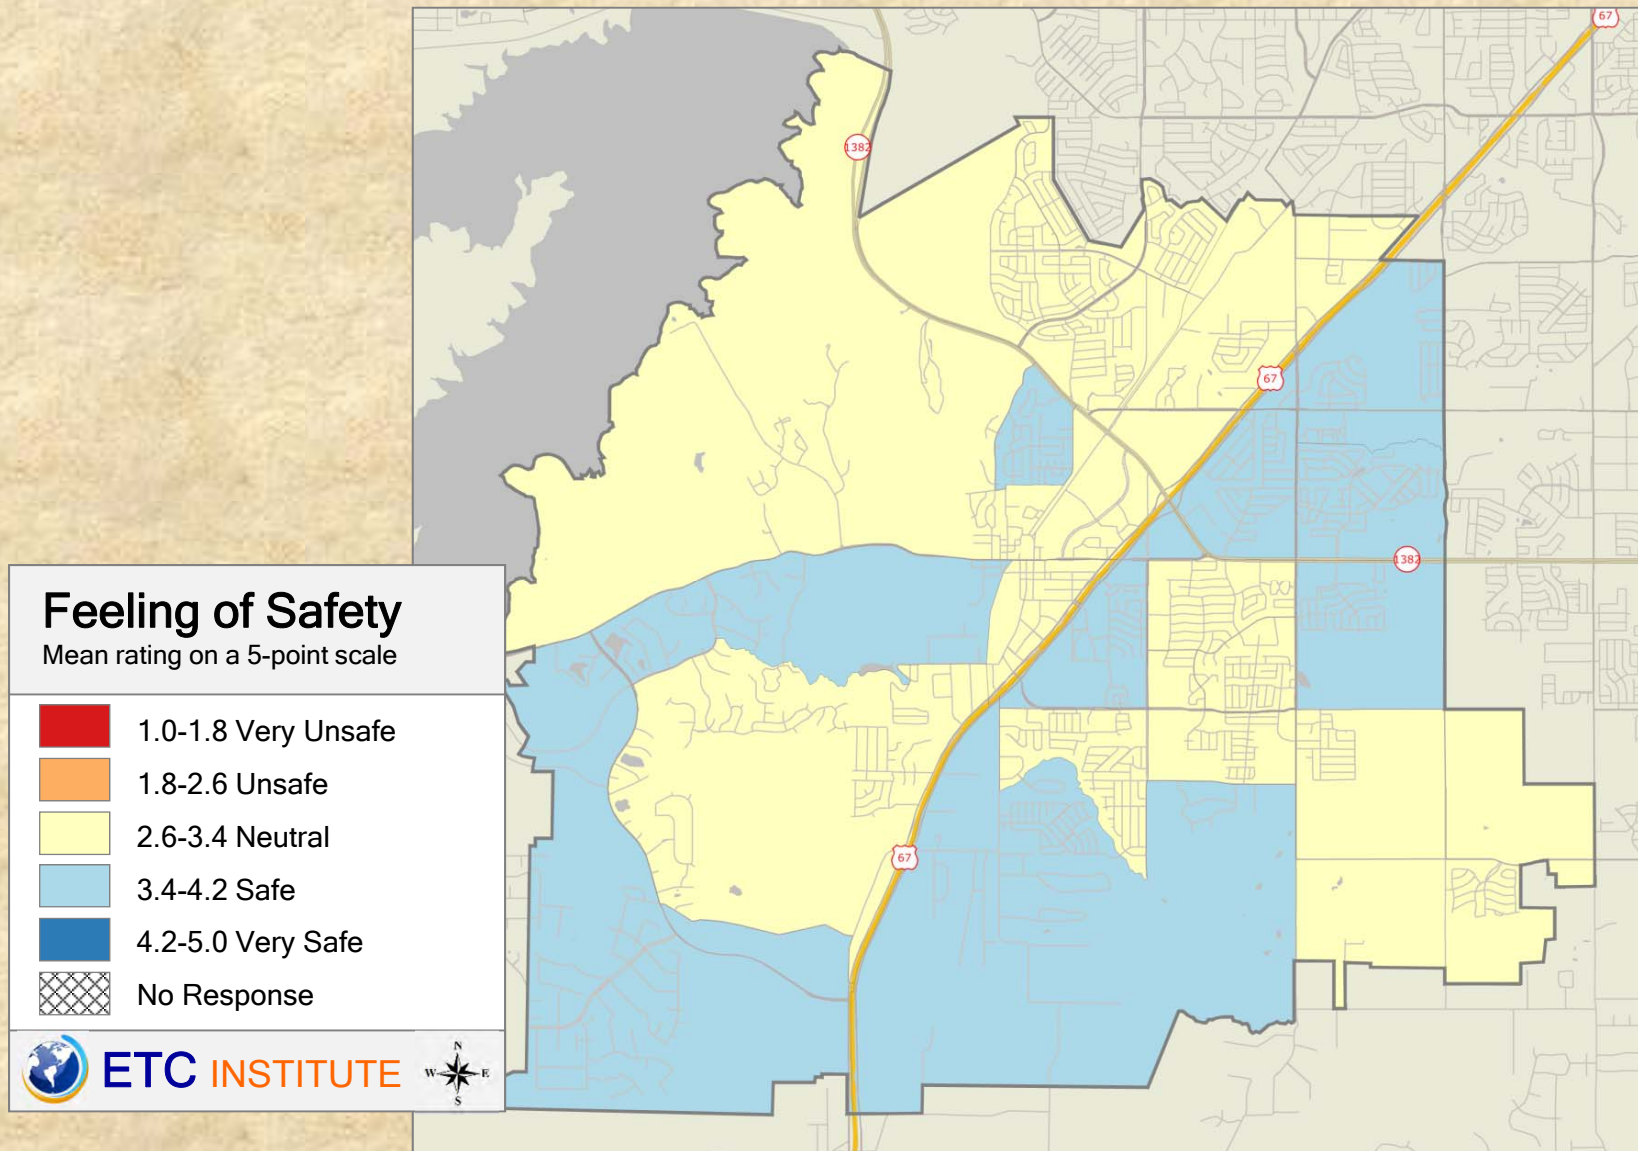 67
1382
67
1382
67
Feeling of Safety
Mean rating on a 5-point scale
1.0-1.8 Very Unsafe
1.8-2.6 Unsafe
2.6-3.4 Neutral
3.4-4.2 Safe
4.2-5.0 Very Safe
No Response
ETC INSTITUTE
N
W E
S